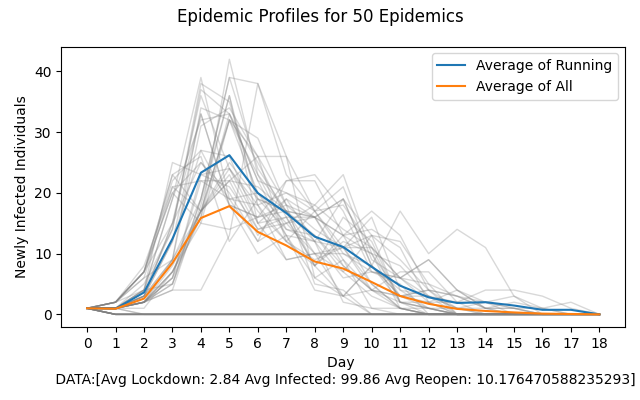 Epidemic Profiles for 50 Epidemics
Average of Running
Average of All
Newly Infected Individuals
40
30
20
10
0
0 1 2 3 4 5 6 7 8 9 10 11 12 13 14 15 16 17 18
Day
DATA:[Avg Lockdown: 2.84 Avg Infected: 99.86 Avg Reopen: 10.176470588235293]